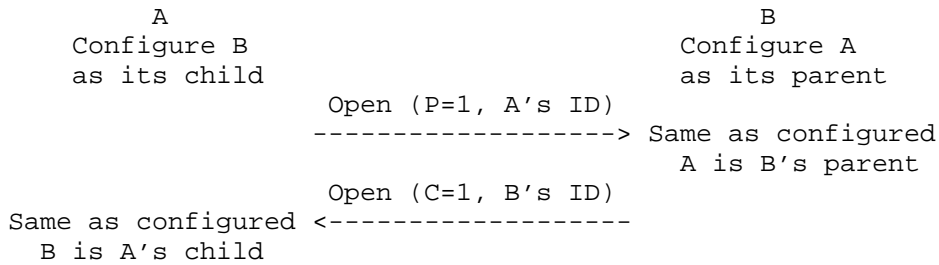 A B
Configure B Configure A
as its child as its parent
Open (P=1, A's ID)
-------------------> Same as configured
A is B's parent
Open (C=1, B's ID)
Same as configured <-------------------
B is A's child